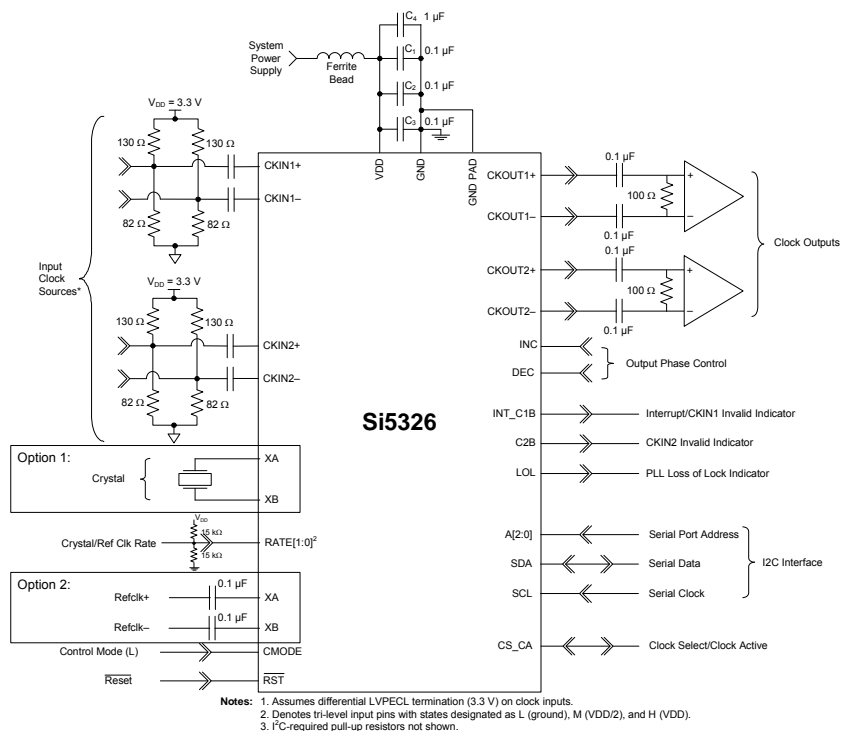 C4 1 µF
System
Power
Supply
Ferrite
Bead
C1 0.1 µF
C2 0.1 µF
C3 0.1 µF
VDD = 3.3 V
130 Ω
130 Ω
82 Ω
82 Ω
CKIN1+
CKIN1–
VDD
GND
GND PAD
Input
Clock
Sources*
VDD = 3.3 V
130 Ω
130 Ω
82 Ω
82 Ω
CKIN2+
CKIN2–
CKOUT1+
CKOUT1–
0.1 µF
100 Ω
0.1 µF
+
–
CKOUT2+
CKOUT2–
0.1 µF
100 Ω
0.1 µF
+
–
Clock Outputs
INC
DEC
Output Phase Control
Si5326
INT_C1B
Interrupt/CKIN1 Invalid Indicator
C2B
CKIN2 Invalid Indicator
LOL
PLL Loss of Lock Indicator
Option 1:
Crystal
XA
XB
VDD
15 kΩ
15 kΩ
Crystal/Ref Clk Rate
RATE[1:0]2
A[2:0]
Serial Port Address
SDA
Serial Data
SCL
Serial Clock
I2C Interface
Option 2:
Refclk+
0.1 µF
XA
Refclk–
0.1 µF
XB
CS_CA
Clock Select/Clock Active
Control Mode (L)
CMODE
Reset
RST
Notes: 1. Assumes differential LVPECL termination (3.3 V) on clock inputs.
2. Denotes tri-level input pins with states designated as L (ground), M (VDD/2), and H (VDD).
3. I2C-required pull-up resistors not shown.